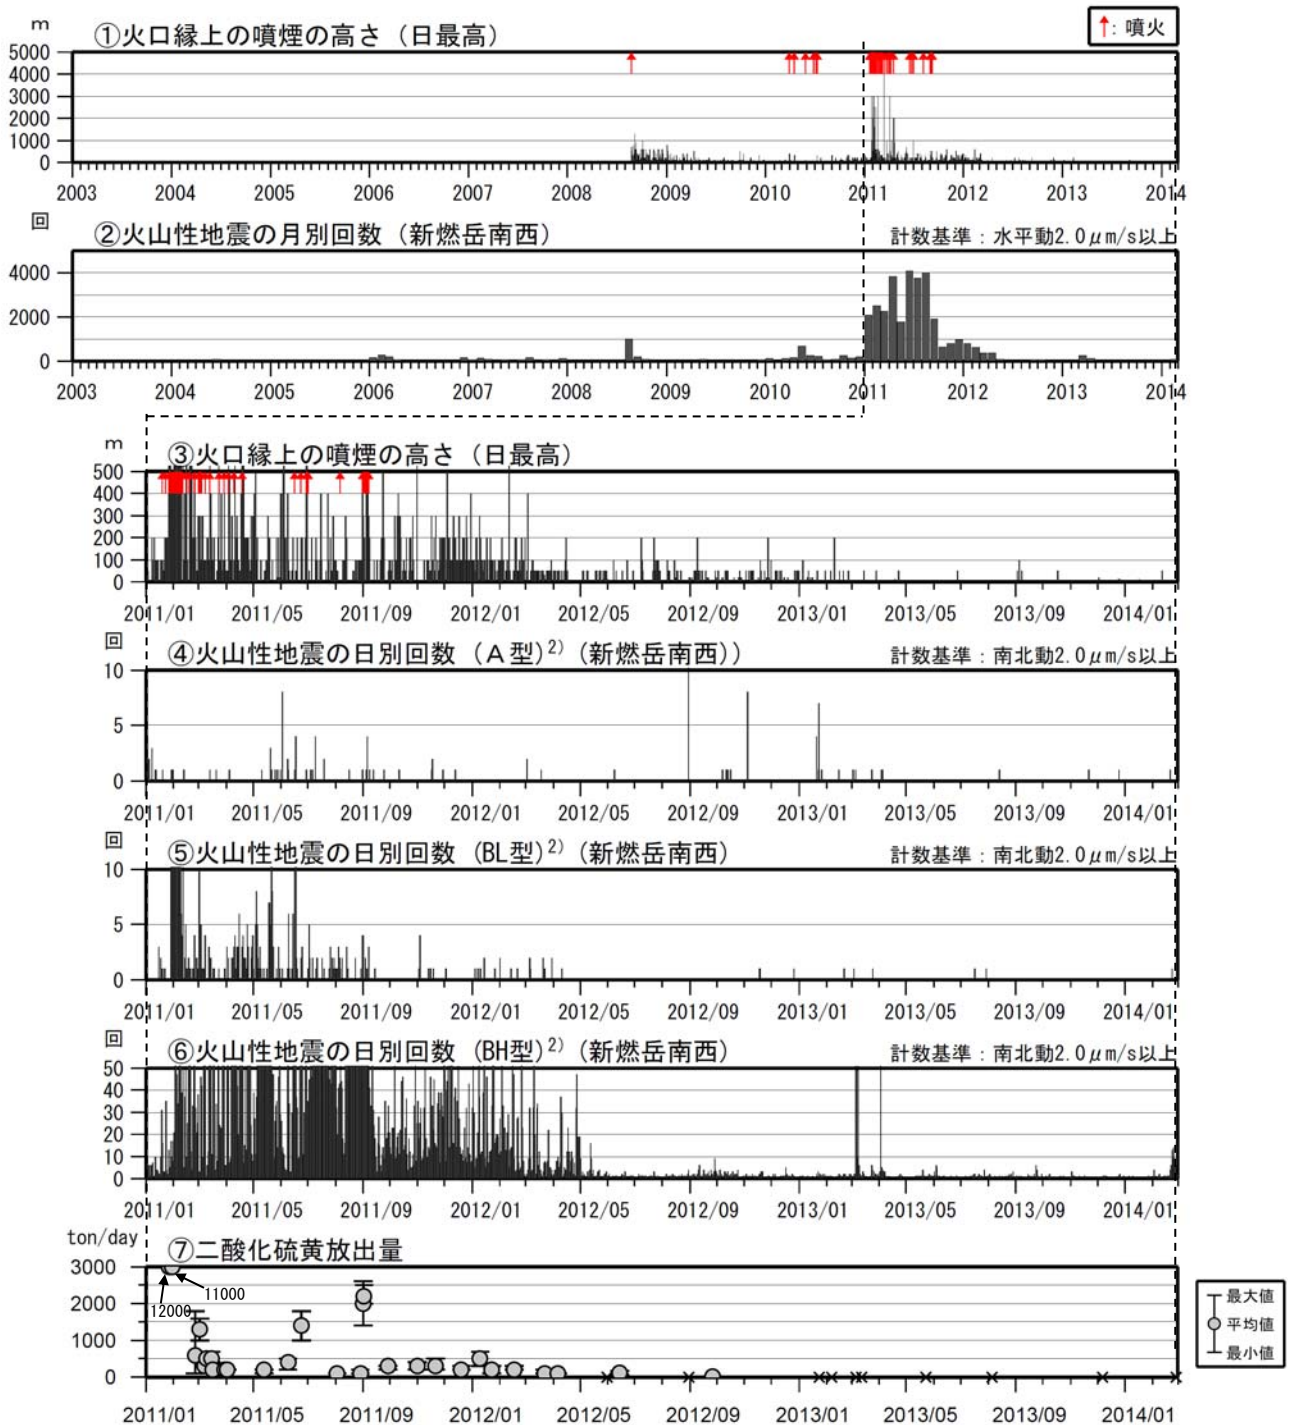 m
①火口縁上の噴煙の高さ（日最高）
↑: 噴火
5000
4000
3000
2000
1000
0
2003 2004 2005 2006 2007 2008 2009 2010 2011 2012 2013 2014
回
②火山性地震の月別回数（新燃岳南西）
計数基準：水平動2.0μm/s以上
4000
2000
0
2003 2004 2005 2006 2007 2008 2009 2010 2011 2012 2013 2014
m
③火口縁上の噴煙の高さ（日最高）
500
400
300
200
100
0
2011/01 2011/05 2011/09 2012/01 2012/05 2012/09 2013/01 2013/05 2013/09 2014/01
回
④火山性地震の日別回数（A型）2)（新燃岳南西））
計数基準：南北動2.0μm/s以上
10
5
0
2011/01 2011/05 2011/09 2012/01 2012/05 2012/09 2013/01 2013/05 2013/09 2014/01
回
⑤火山性地震の日別回数（BL型）2)（新燃岳南西）
計数基準：南北動2.0μm/s以上
10
5
0
2011/01 2011/05 2011/09 2012/01 2012/05 2012/09 2013/01 2013/05 2013/09 2014/01
回
⑥火山性地震の日別回数（BH型）2)（新燃岳南西）
計数基準：南北動2.0μm/s以上
50
40
30
20
10
0
2011/01 2011/05 2011/09 2012/01 2012/05 2012/09 2013/01 2013/05 2013/09 2014/01
ton/day
⑦二酸化硫黄放出量
3000
2000
1000
0
11000
12000
最大値
平均値
最小値
2011/01 2011/05 2011/09 2012/01 2012/05 2012/09 2013/01 2013/05 2013/09 2014/01